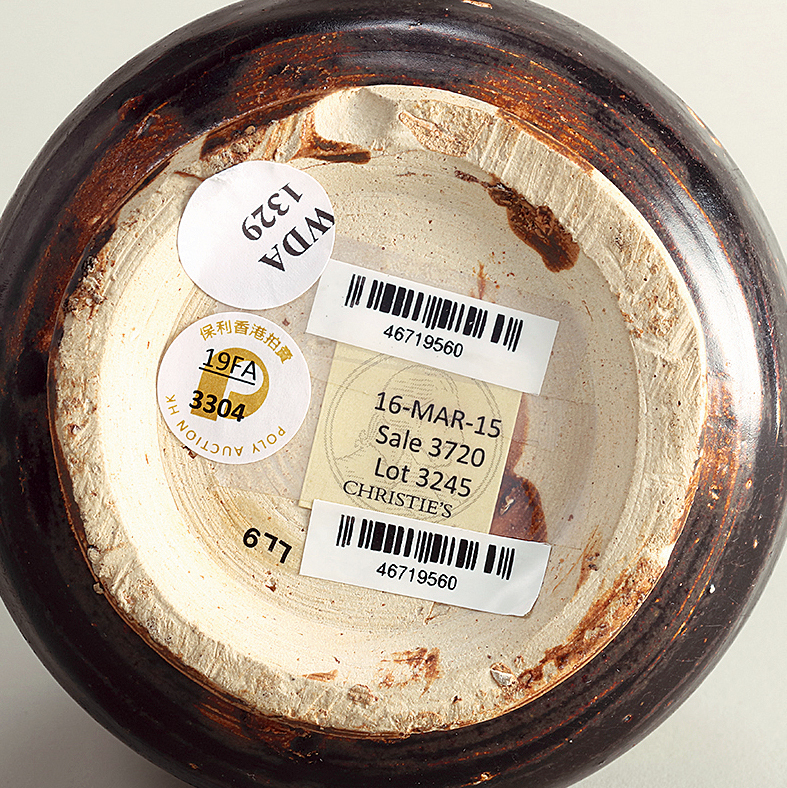 WDA
1329
保利香港拍賣
19FA
3304
POLY AUCTION HK
46719560
16-MAR-15
Sale 3720
Lot 3245
CHRISTIE'S
46719560